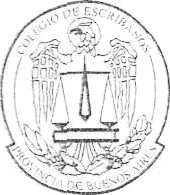 COLEGIO DE ESCRIBANOS
PROVINCIA DE BUENOS AIRES